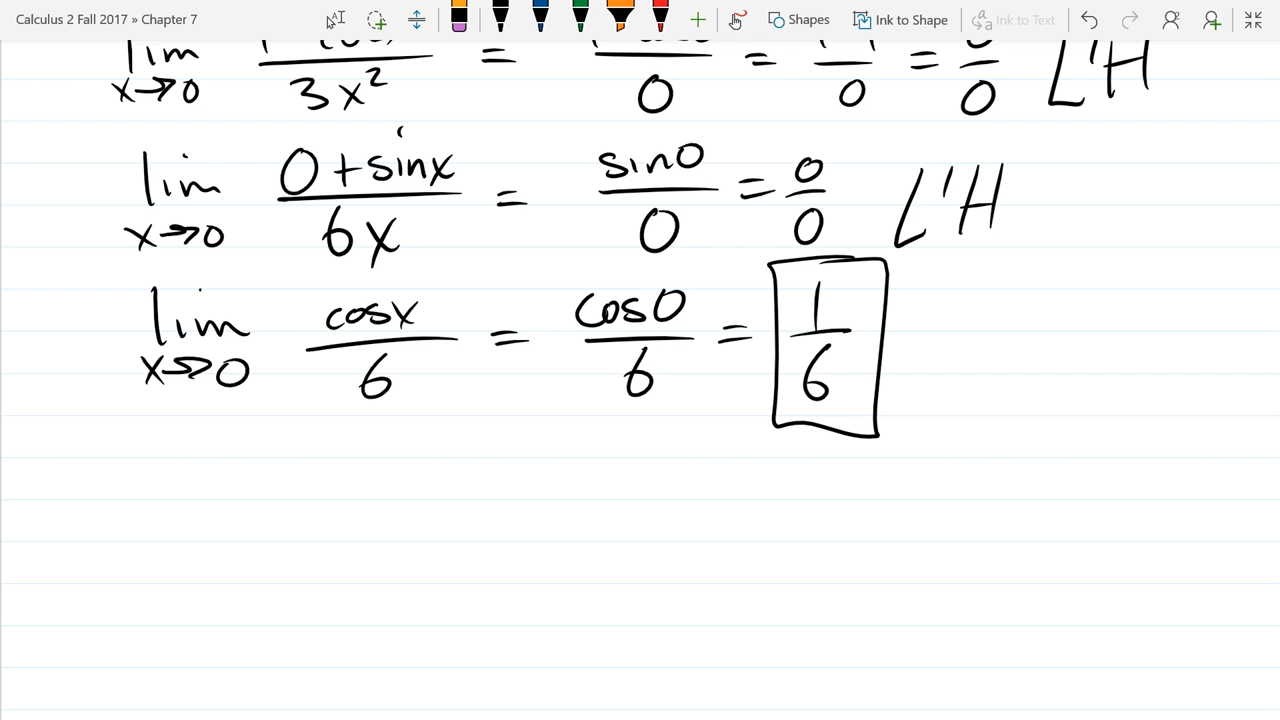 Calculus 2 Fall 2017 » Chapter 7
Shapes Ink to Shape Ink to Text
lim x→0 /3x² = /0 = /0 = 0/0 L'H
lim x→0 0+sinx/6x = sin0/0 = 0/0 L'H
lim x→0 cosx/6 = cos0/6 = 1/6